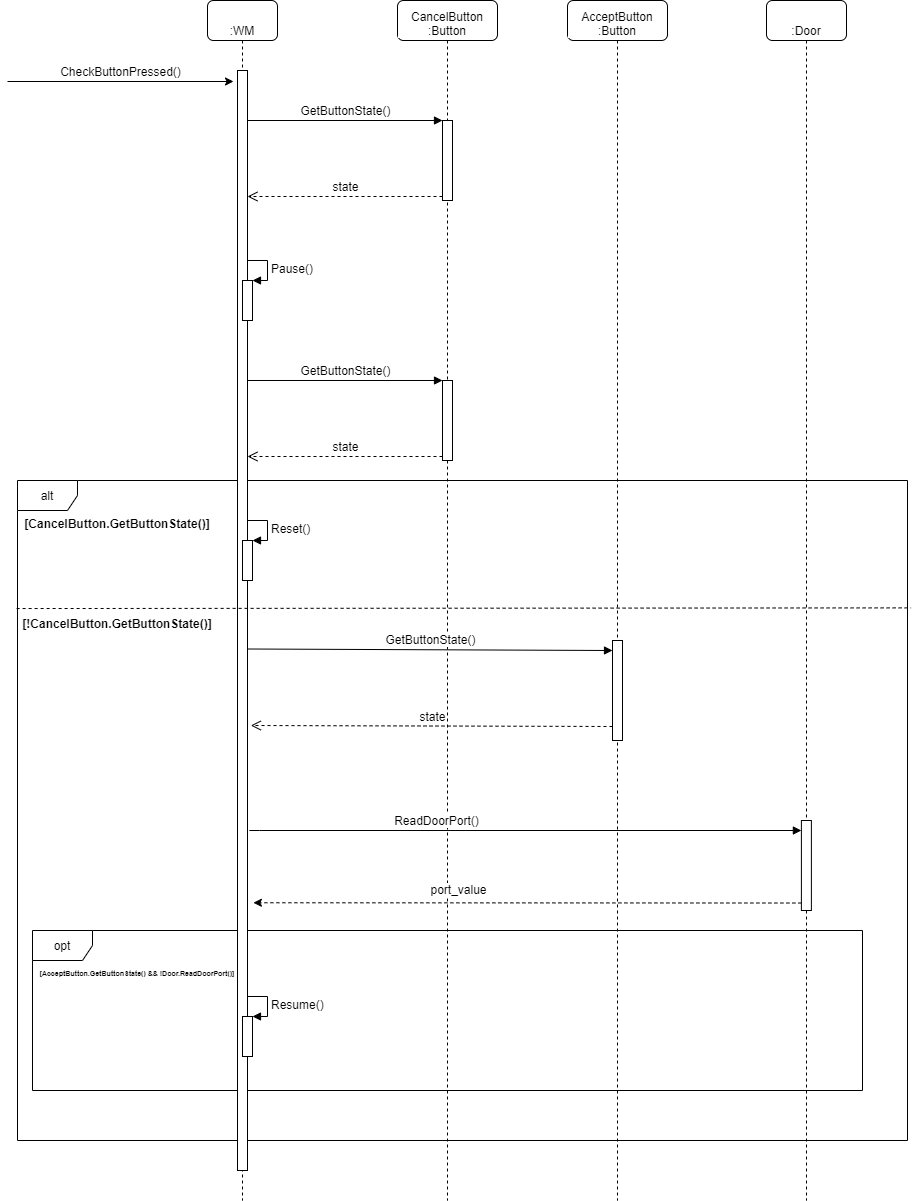 :WM
CancelButton
:Button
AcceptButton
:Button
:Door
CheckButtonPressed()
GetButtonState()
state
Pause()
GetButtonState()
state
alt
[CancelButton.GetButtonState()]
Reset()
[!CancelButton.GetButtonState()]
GetButtonState()
state
ReadDoorPort()
port_value
opt
[AcceptButton.GetButtonState() && !Door.ReadDoorPort()]
Resume()